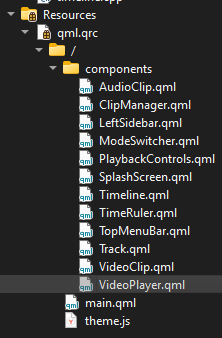 Resources
qml.qrc
/
components
AudioClip.qml
ClipManager.qml
LeftSidebar.qml
ModeSwitcher.qml
PlaybackControls.qml
SplashScreen.qml
Timeline.qml
TimeRuler.qml
TopMenuBar.qml
Track.qml
VideoClip.qml
VideoPlayer.qml
main.qml
theme.js